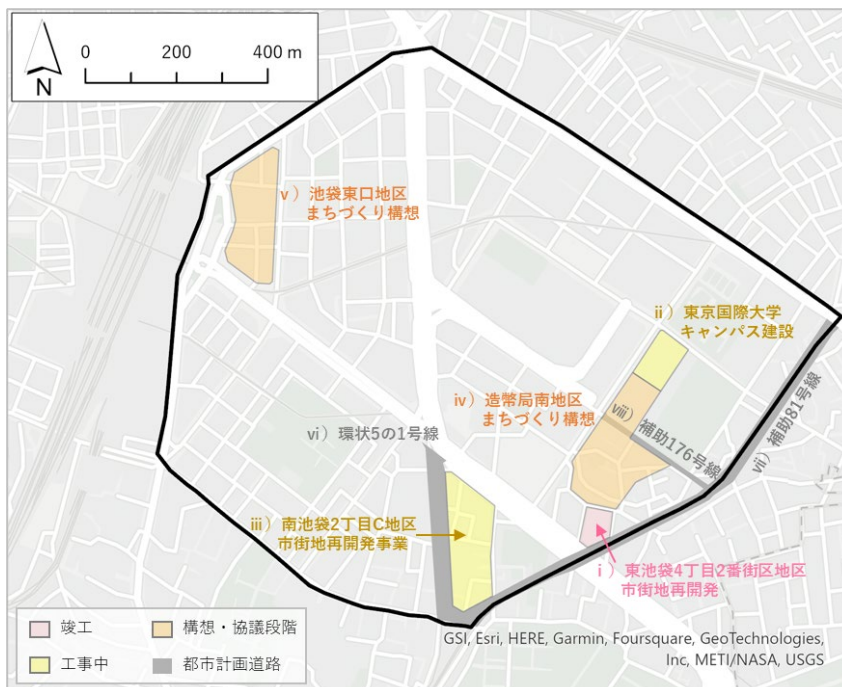 0 200 400 m
N
ⅴ）池袋東口地区
まちづくり構想
ⅱ）東京国際大学
キャンパス建設
ⅳ）造幣局南地区
まちづくり構想
ⅷ）補助176号線
ⅶ）補助81号線
ⅵ）環状5の1号線
ⅲ）南池袋2丁目C地区
市街地再開発事業
ⅰ）東池袋4丁目2番街区地区
市街地再開発
竣工
構想・協議段階
工事中
都市計画道路
GSI, Esri, HERE, Garmin, Foursquare, GeoTechnologies,
Inc, METI/NASA, USGS